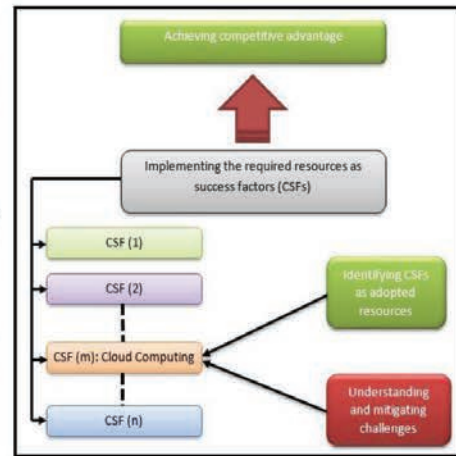 Achieving competitive advantage
Implementing the required resources as
success factors (CSFs)
CSF (1)
CSF (2)
CSF (m): Cloud Computing
CSF (n)
Identifying CSFs
as adopted
resources
Understanding
and mitigating
challenges